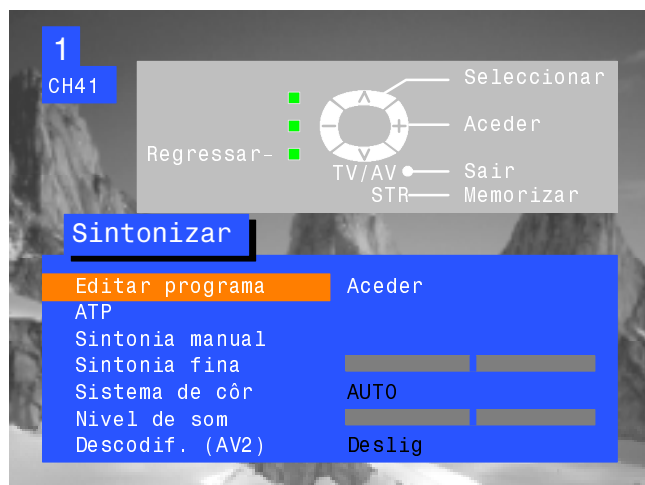 1
CH41
Seleccionar
Aceder
Regressar-
TV/AV Sair
STR Memorizar
Sintonizar
Editar programa Aceder
ATP
Sintonia manual
Sintonia fina
Sistema de côr AUTO
Nivel de som
Descodif. (AV2) Deslig